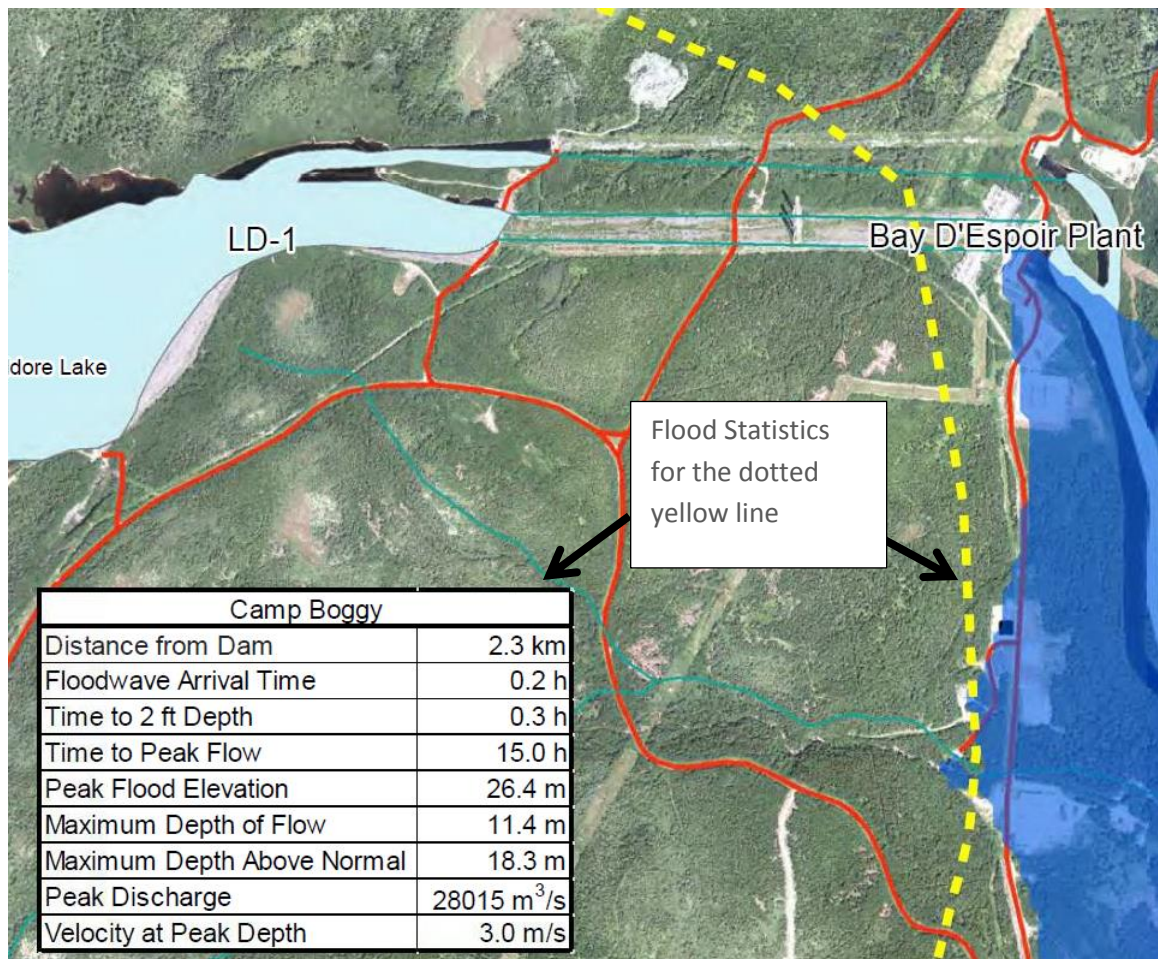 LD-1
Bay D'Espoir Plant
dore Lake
Flood Statistics
for the dotted
yellow line
Camp Boggy
Distance from Dam 2.3 km
Floodwave Arrival Time 0.2 h
Time to 2 ft Depth 0.3 h
Time to Peak Flow 15.0 h
Peak Flood Elevation 26.4 m
Maximum Depth of Flow 11.4 m
Maximum Depth Above Normal 18.3 m
Peak Discharge 28015 m³/s
Velocity at Peak Depth 3.0 m/s